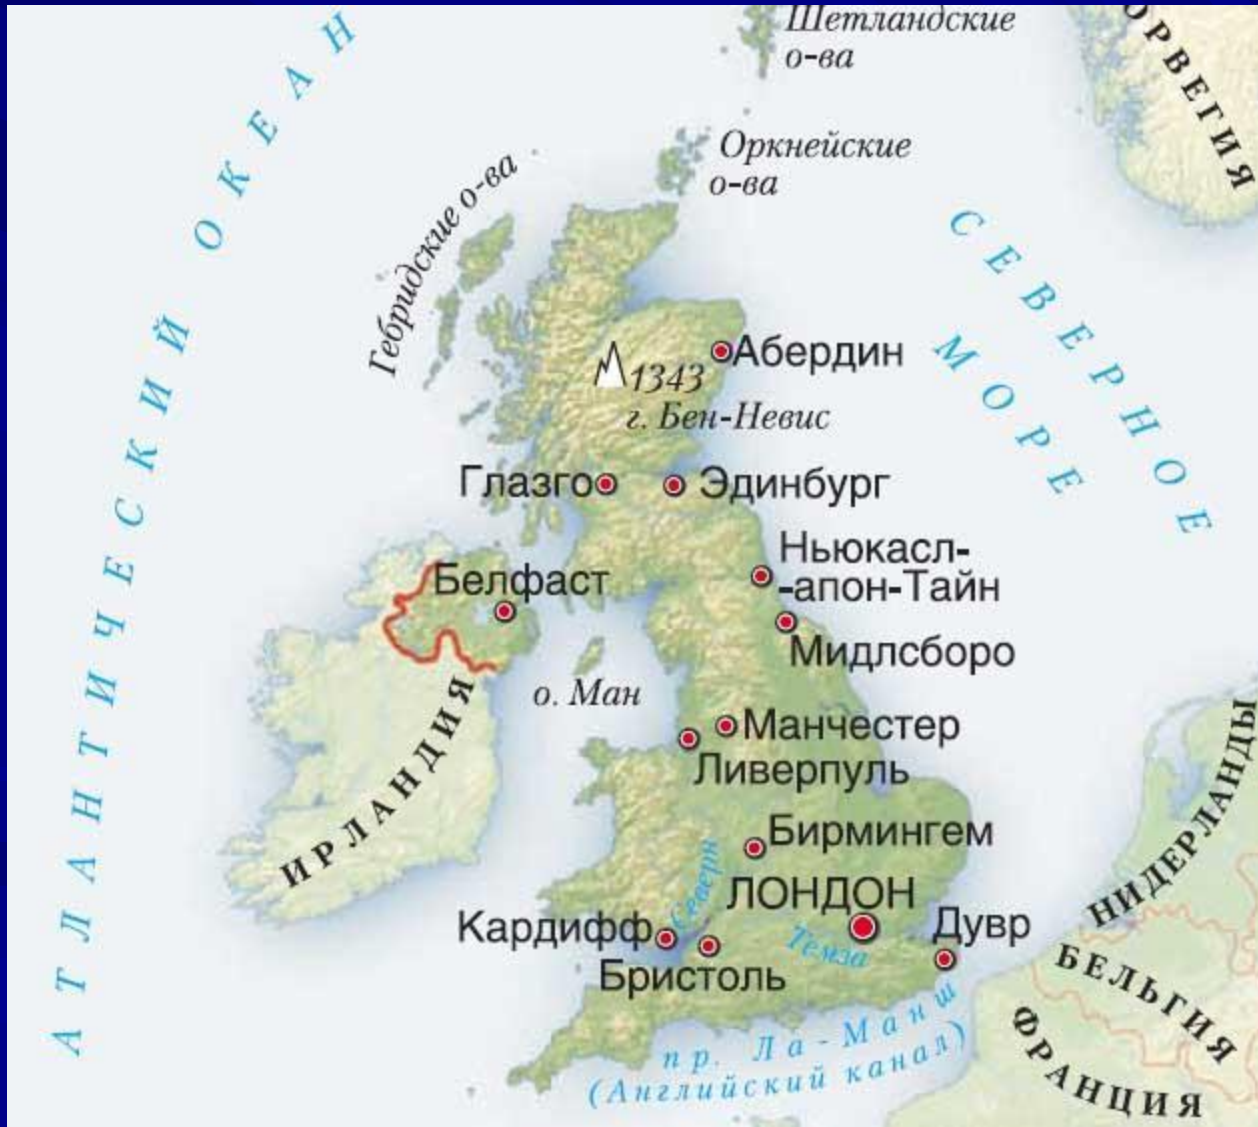 Шетландские
о-ва
ОРВЕГИЯ
Оркнейские
о-ва
Гебридские о-ва
АТЛАНТИЧЕСКИЙ ОКЕАН
СЕВЕРНОЕ
МОРЕ
Абердин
1343
г. Бен-Невис
Глазго
Эдинбург
Ньюкасл-
-апон-Тайн
Белфаст
Мидлсборо
о. Ман
ИРЛАНДИЯ
Манчестер
Ливерпуль
Бирмингем
Северн
ЛОНДОН
Темза
Кардифф
Бристоль
Дувр
НИДЕРЛАНДЫ
БЕЛЬГИЯ
ФРАНЦИЯ
пр. Ла-Манш
(Английский канал)